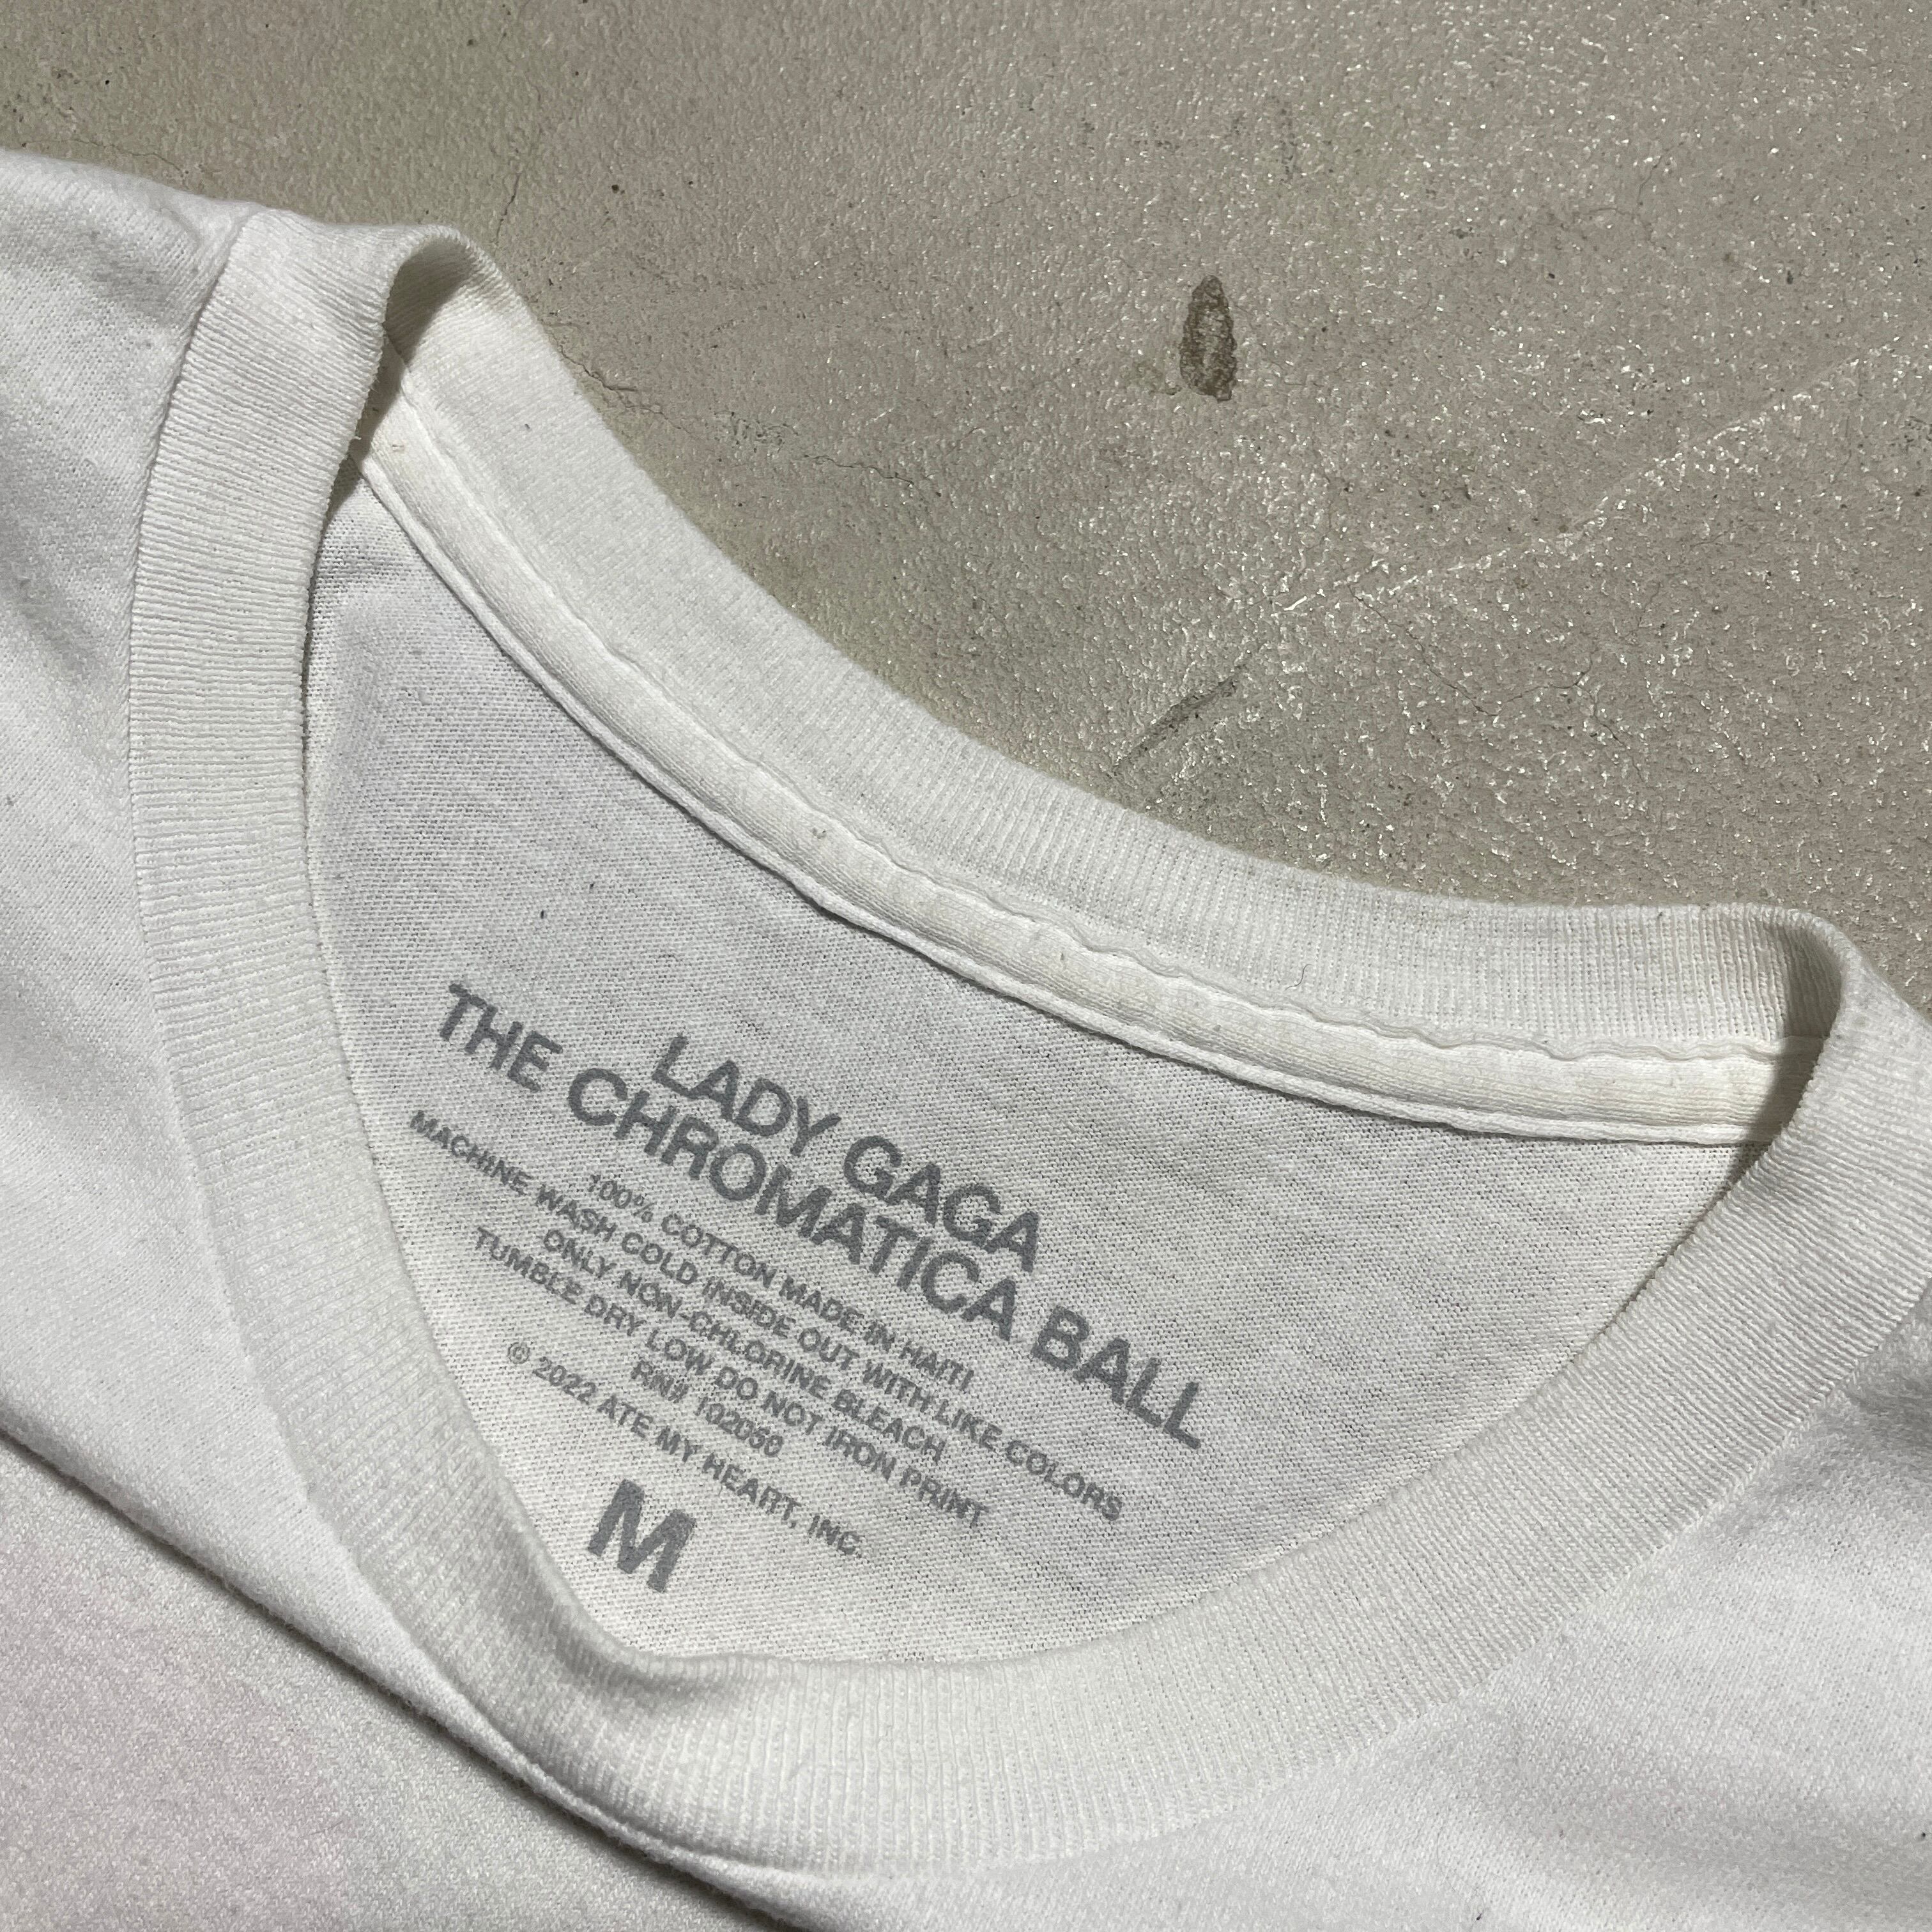 LADY GAGA
THE CHROMATICA BALL
100% COTTON MADE IN HAITI
MACHINE WASH COLD INSIDE OUT WITH LIKE COLORS
ONLY NON-CHLORINE BLEACH
TUMBLE DRY LOW DO NOT IRON PRINT
RN# 102050
© 2022 ATE MY HEART, INC.
M